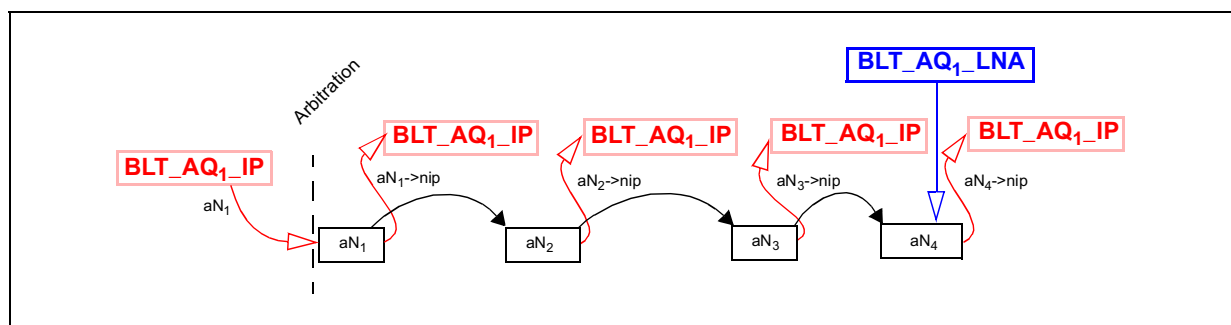 Arbitration
BLT_AQ₁_LNA
BLT_AQ₁_IP
BLT_AQ₁_IP
BLT_AQ₁_IP
BLT_AQ₁_IP
BLT_AQ₁_IP
aN₁
aN₁->nip
aN₂->nip
aN₃->nip
aN₄->nip
aN₁
aN₂
aN₃
aN₄